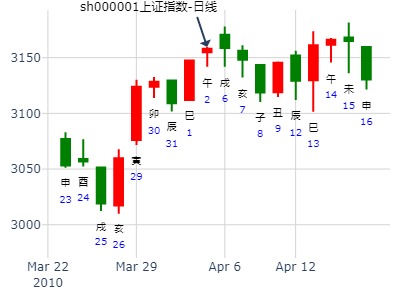 sh000001上证指数-日线
3150
3100
3050
3000
申
23
酉
24
戌
25
亥
26
寅
29
卯
30
辰
31
巳
1
午
2
戌
6
亥
7
子
8
丑
9
辰
12
巳
13
午
14
未
15
申
16
Mar 22
2010
Mar 29
Apr 6
Apr 12